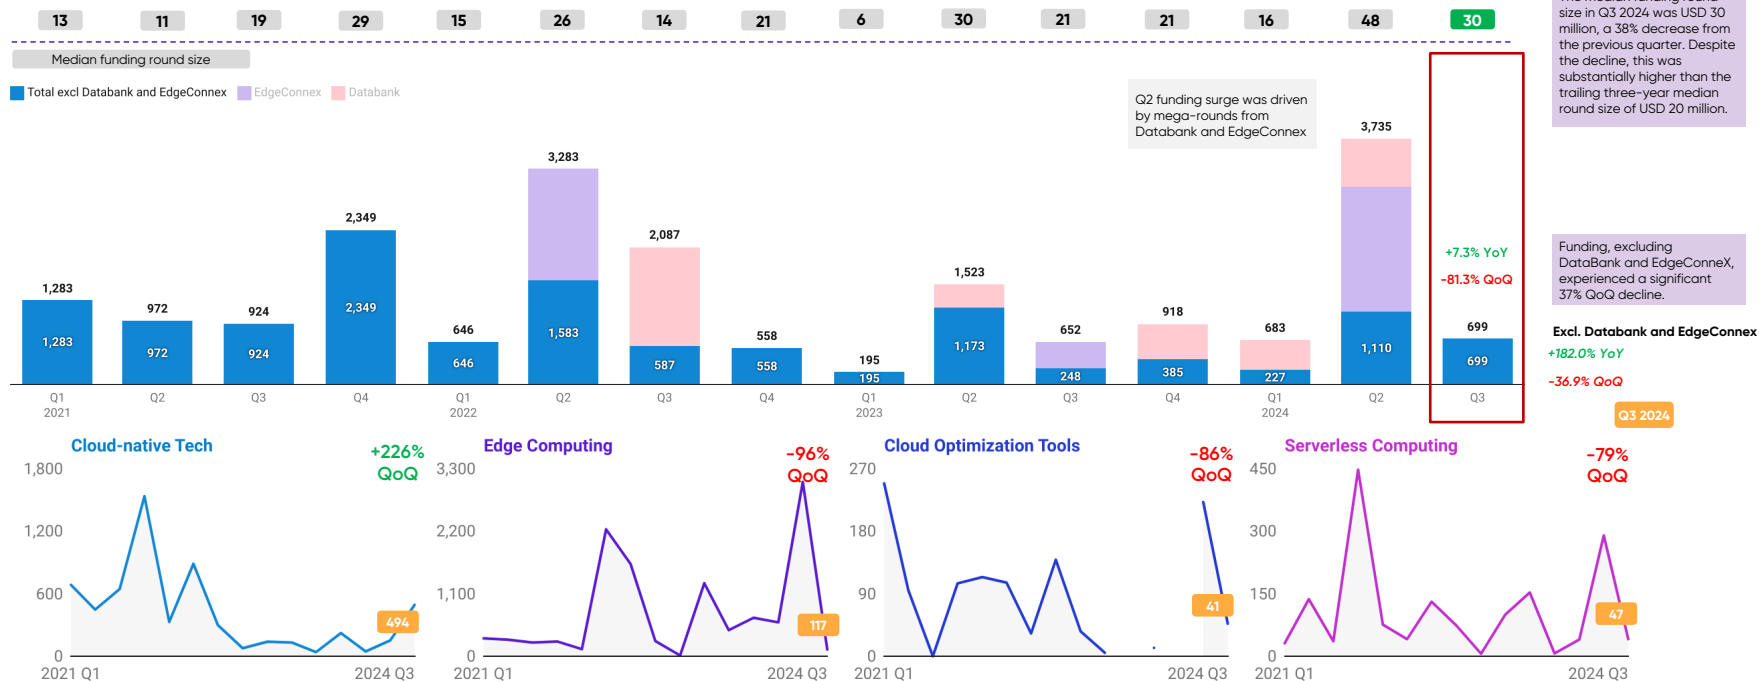 13 11 19 29 15 26 14 21 6 30 21 21 16 48 30
Median funding round size
Total excl Databank and EdgeConnex EdgeConnex Databank
The median funding round
size in Q3 2024 was USD 30
million, a 38% decrease from
the previous quarter. Despite
the decline, this was
substantially higher than the
trailing three-year median
round size of USD 20 million.
Q2 funding surge was driven
by mega-rounds from
Databank and EdgeConnex
1,283
1,283
972
972
924
924
2,349
2,349
646
646
3,283
1,583
2,087
587
558
558
195
195
1,523
1,173
652
248
918
385
683
227
3,735
1,110
+7.3% YoY
-81.3% QoQ
699
699
Q1 Q2 Q3 Q4 Q1 Q2 Q3 Q4 Q1 Q2 Q3 Q4 Q1 Q2 Q3
2021 2022 2023 2024
Funding, excluding
DataBank and EdgeConneX,
experienced a significant
37% QoQ decline.
Excl. Databank and EdgeConnex
+182.0% YoY
-36.9% QoQ
Q3 2024
Cloud-native Tech
+226%
QoQ
1,800
1,200
600
0
494
2021 Q1 2024 Q3
Edge Computing
-96%
QoQ
3,300
2,200
1,100
0
117
2021 Q1 2024 Q3
Cloud Optimization Tools
-86%
QoQ
270
180
90
0
41
2021 Q1 2024 Q3
Serverless Computing
-79%
QoQ
450
300
150
0
47
2021 Q1 2024 Q3